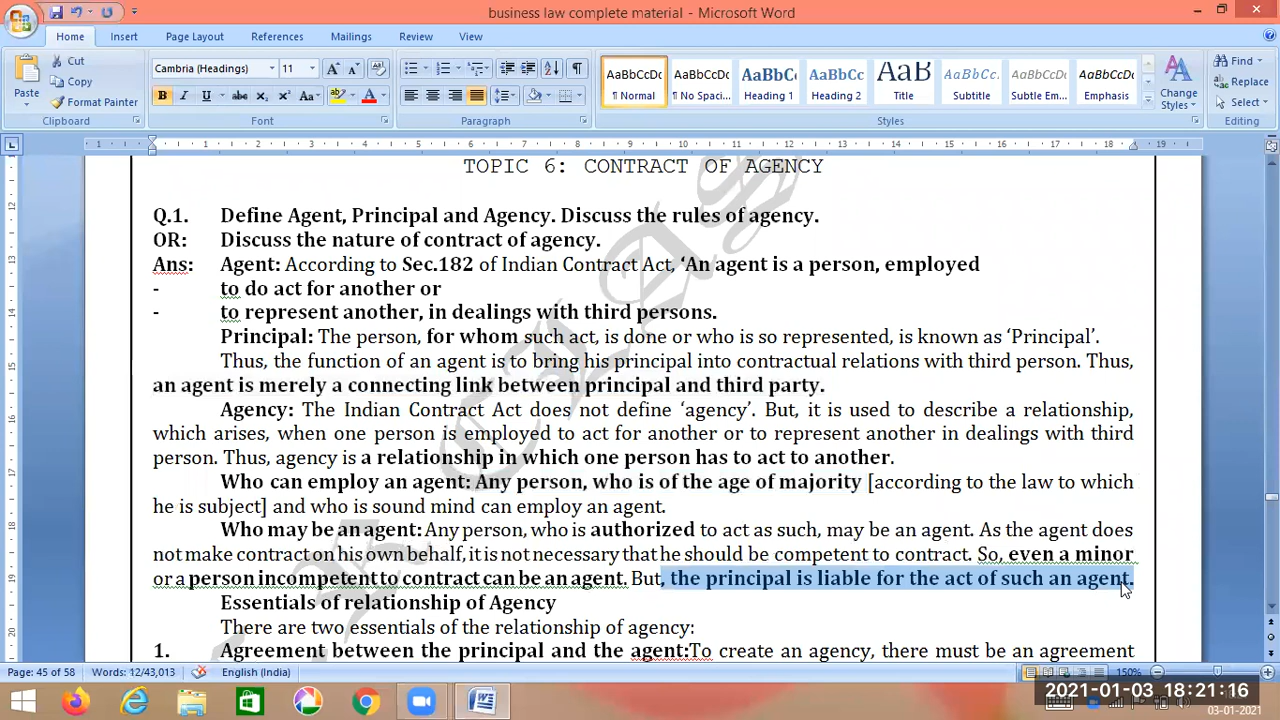 business law complete material - Microsoft Word
Home Insert Page Layout References Mailings Review View
Paste
Cut
Copy
Format Painter
Clipboard
Cambria (Headings) 11
Font
Paragraph
AaBbCcDc AaBbCcDc AaBbC AaBbCc AaB AaBbCc. AaBbCcDc AaBbCcDc
¶ Normal ¶ No Spaci... Heading 1 Heading 2 Title Subtitle Subtle Em... Emphasis
Change
Styles
Styles
Find
Replace
Select
Editing
TOPIC 6: CONTRACT OF AGENCY
Q.1. Define Agent, Principal and Agency. Discuss the rules of agency.
OR: Discuss the nature of contract of agency.
Ans: Agent: According to Sec.182 of Indian Contract Act, ‘An agent is a person, employed
- to do act for another or
- to represent another, in dealings with third persons.
Principal: The person, for whom such act, is done or who is so represented, is known as ‘Principal’.
Thus, the function of an agent is to bring his principal into contractual relations with third person. Thus,
an agent is merely a connecting link between principal and third party.
Agency: The Indian Contract Act does not define ‘agency’. But, it is used to describe a relationship,
which arises, when one person is employed to act for another or to represent another in dealings with third
person. Thus, agency is a relationship in which one person has to act to another.
Who can employ an agent: Any person, who is of the age of majority [according to the law to which
he is subject] and who is sound mind can employ an agent.
Who may be an agent: Any person, who is authorized to act as such, may be an agent. As the agent does
not make contract on his own behalf, it is not necessary that he should be competent to contract. So, even a minor
or a person incompetent to contract can be an agent. But, the principal is liable for the act of such an agent.
Essentials of relationship of Agency
There are two essentials of the relationship of agency:
1. Agreement between the principal and the agent:To create an agency, there must be an agreement
Page: 45 of 58 Words: 12/43,013 English (India) 150%
2021-01-03 18:21:16
03-01-2021